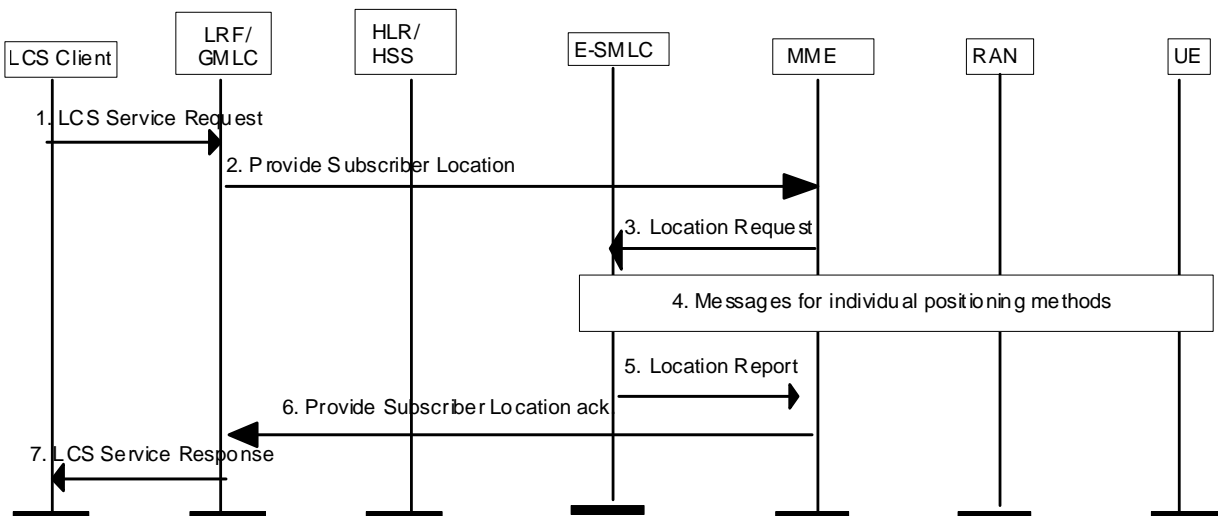 LCS Client
LRF/
GMLC
HLR/
HSS
E-SMLC
MME
RAN
UE
1. LCS Service Request
2. Provide Subscriber Location
3. Location Request
4. Messages for individual positioning methods
5. Location Report
6. Provide Subscriber Location ack.
7. LCS Service Response